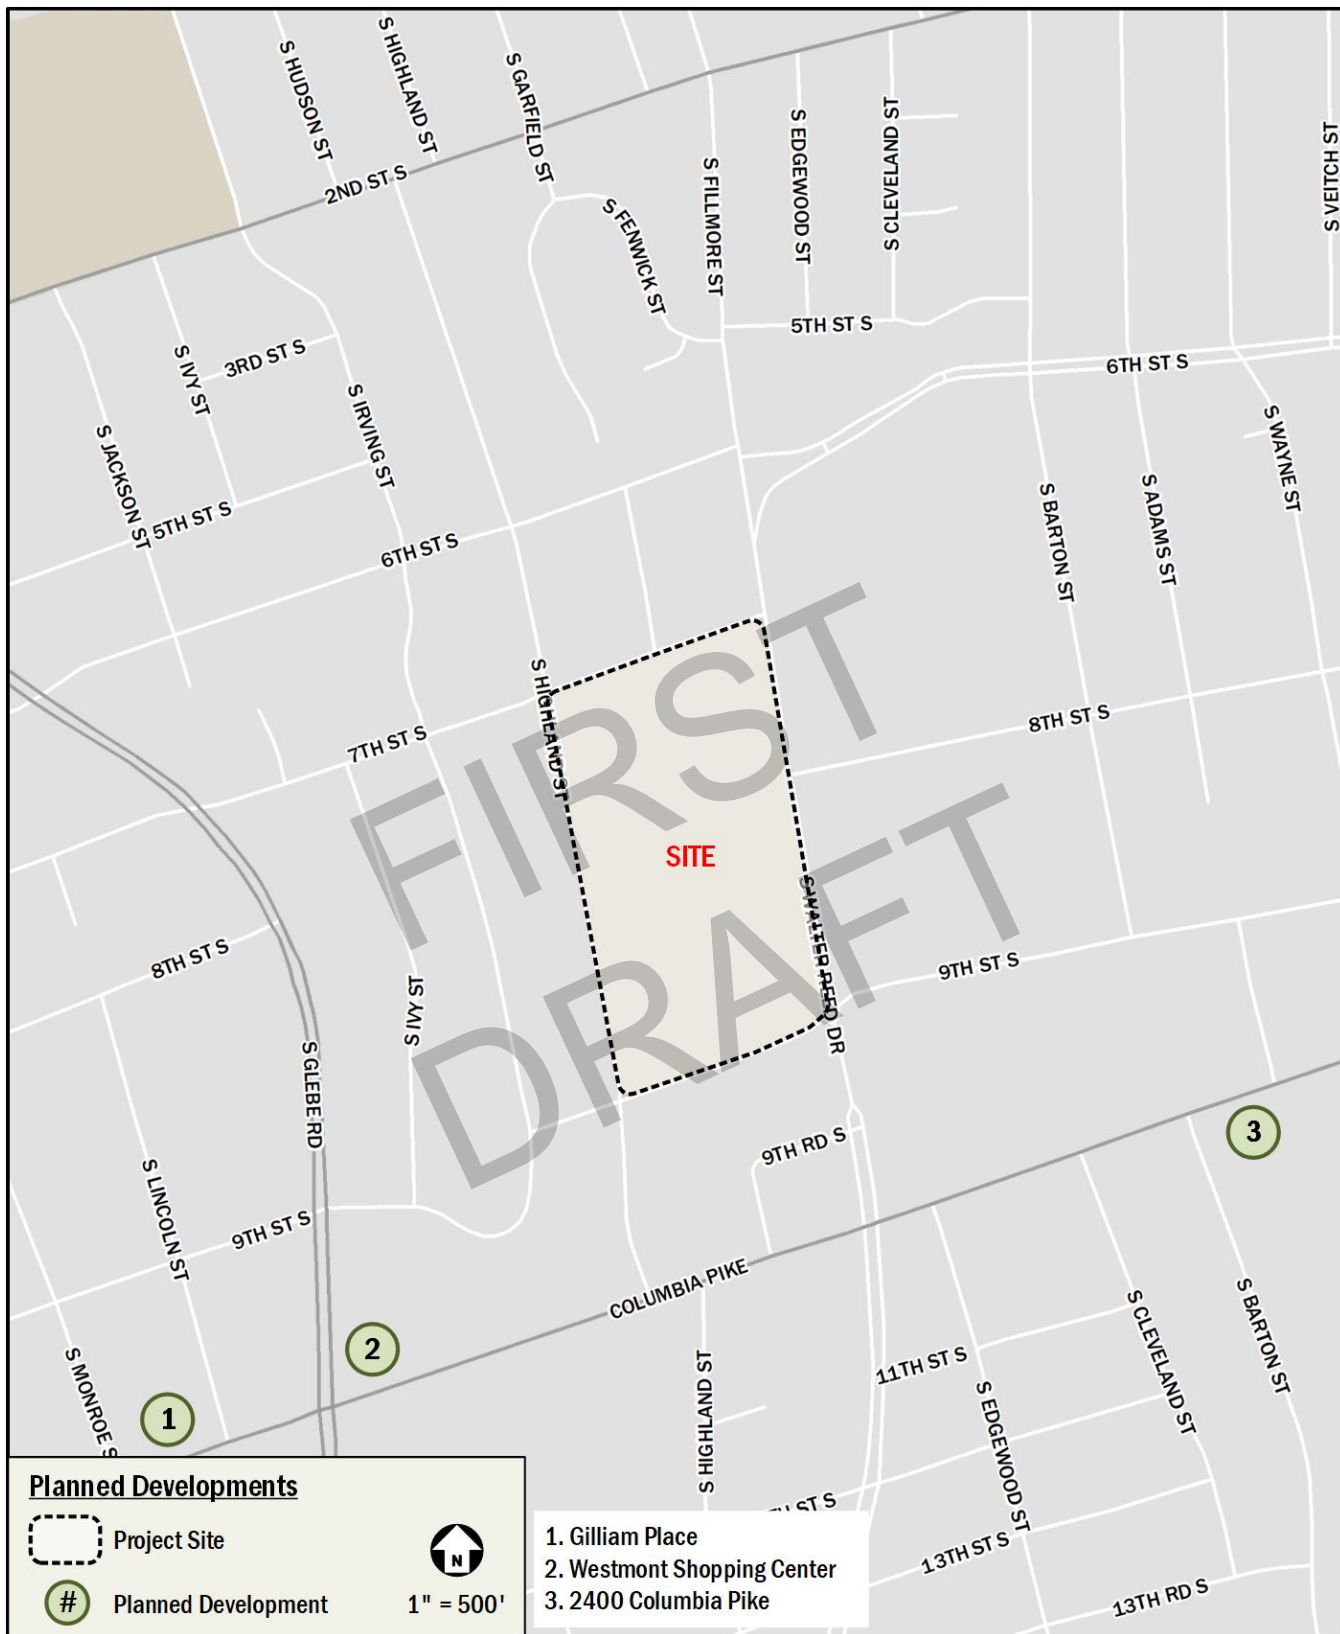 S HUDSON ST
S HIGHLAND ST
S GARFIELD ST
2ND ST S
S FENWICK ST
S FILLMORE ST
S EDGEWOOD ST
S CLEVELAND ST
S VEITCH ST
5TH ST S
6TH ST S
3RD ST S
S IVY ST
S IRVING ST
S JACKSON ST
5TH ST S
6TH ST S
S BARTON ST
S ADAMS ST
S WAYNE ST
S HIGHLAND ST
7TH ST S
8TH ST S
FIRST
DRAFT
SITE
S WALTER REED DR
8TH ST S
9TH ST S
S IVY ST
S GLEBE RD
9TH RD S
3
S LINCOLN ST
9TH ST S
COLUMBIA PIKE
2
1
S MONROE S
S HIGHLAND ST
11TH ST S
S EDGEWOOD ST
S CLEVELAND ST
S BARTON ST
ST S
13TH ST S
13TH RD S
Planned Developments
Project Site
N
# Planned Development
1" = 500'
1. Gilliam Place
2. Westmont Shopping Center
3. 2400 Columbia Pike